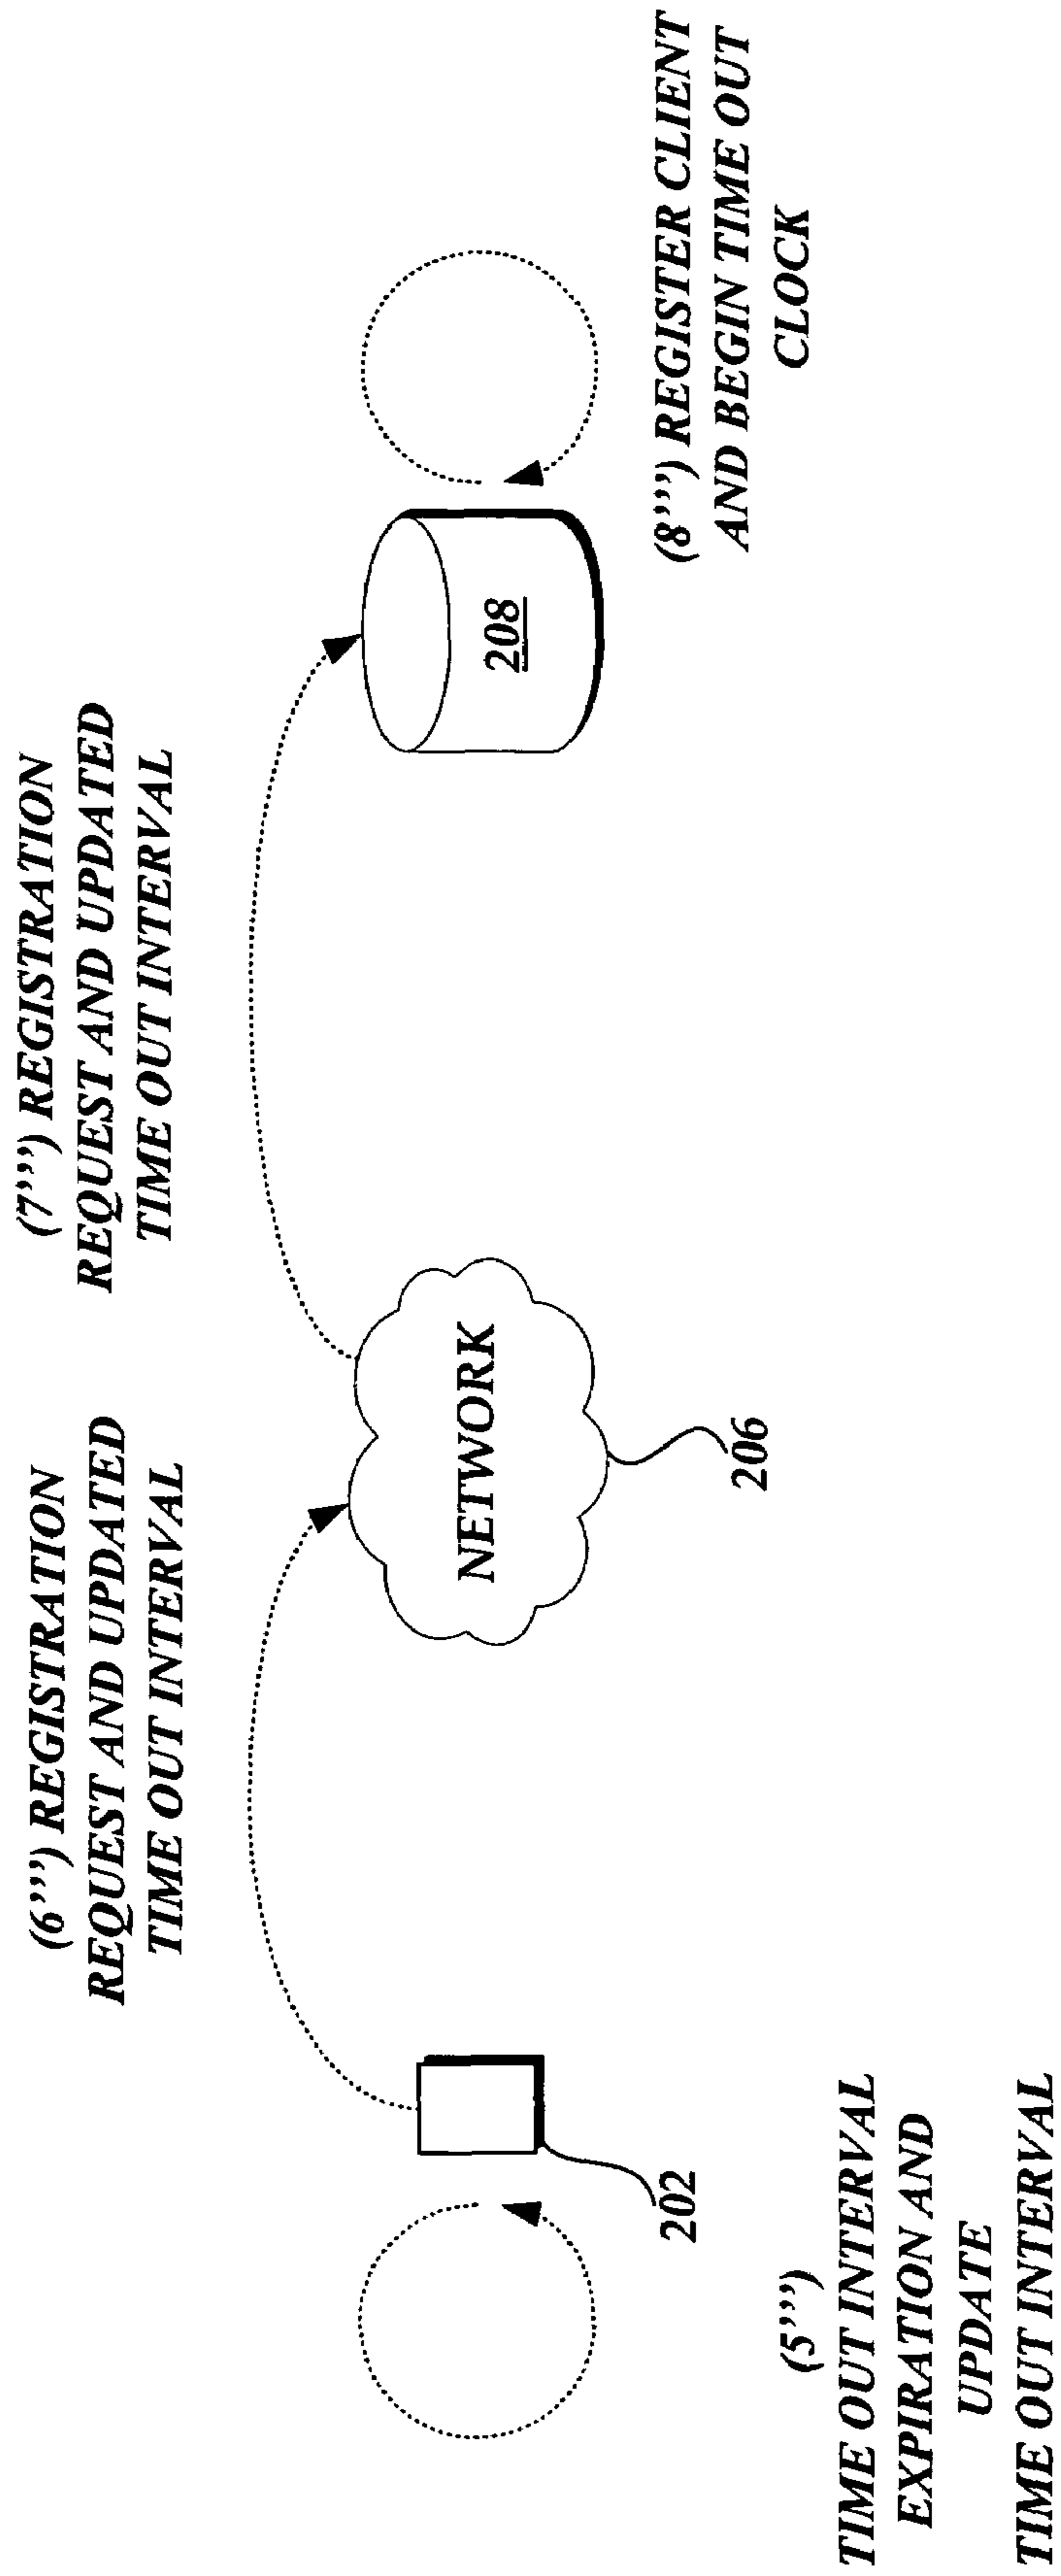 (6''') REGISTRATION
REQUEST AND UPDATED
TIME OUT INTERVAL
(7''') REGISTRATION
REQUEST AND UPDATED
TIME OUT INTERVAL
NETWORK
208
202
206
(5''')
TIME OUT INTERVAL
EXPIRATION AND
UPDATE
TIME OUT INTERVAL
(8''') REGISTER CLIENT
AND BEGIN TIME OUT
CLOCK